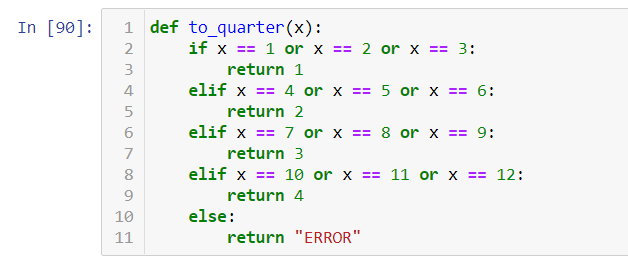 In [90]:
1 def to_quarter(x):
2     if x == 1 or x == 2 or x == 3:
3         return 1
4     elif x == 4 or x == 5 or x == 6:
5         return 2
6     elif x == 7 or x == 8 or x == 9:
7         return 3
8     elif x == 10 or x == 11 or x == 12:
9         return 4
10     else:
11         return "ERROR"